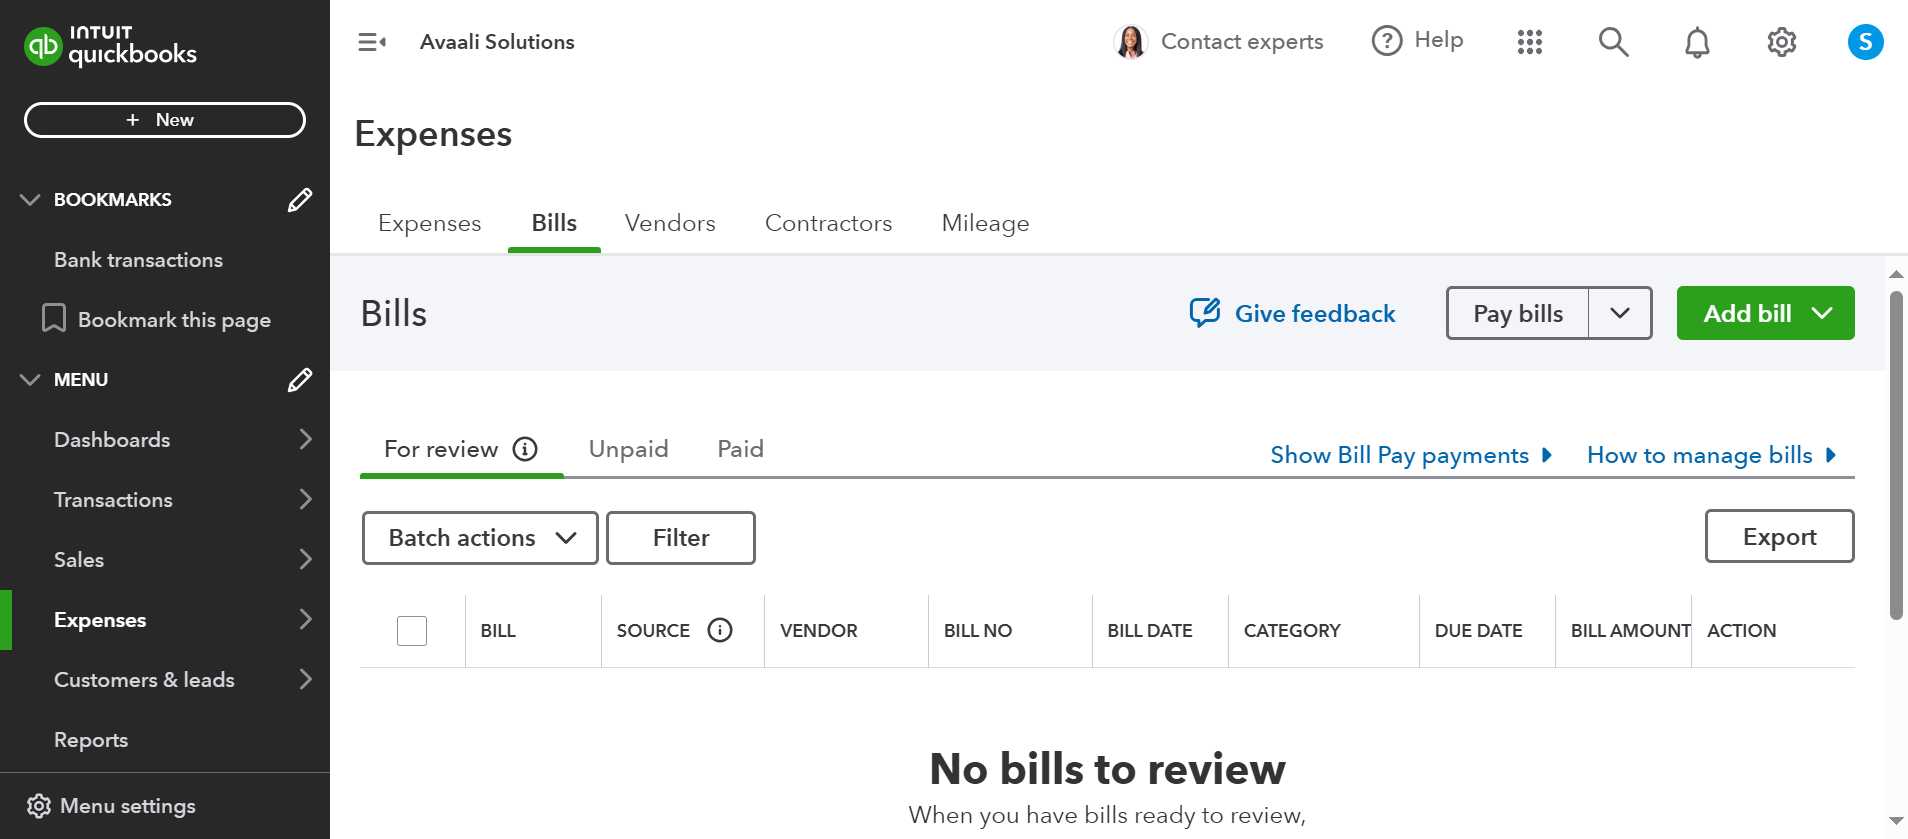 INTUIT
quickbooks
+ New
BOOKMARKS
Bank transactions
Bookmark this page
MENU
Dashboards
Transactions
Sales
Expenses
Customers & leads
Reports
Menu settings
Avaali Solutions
Contact experts
Help
S
Expenses
Expenses Bills Vendors Contractors Mileage
Bills
Give feedback
Pay bills
Add bill
For review Unpaid Paid
Show Bill Pay payments How to manage bills
Batch actions Filter Export
BILL SOURCE VENDOR BILL NO BILL DATE CATEGORY DUE DATE BILL AMOUNT ACTION
No bills to review
When you have bills ready to review,